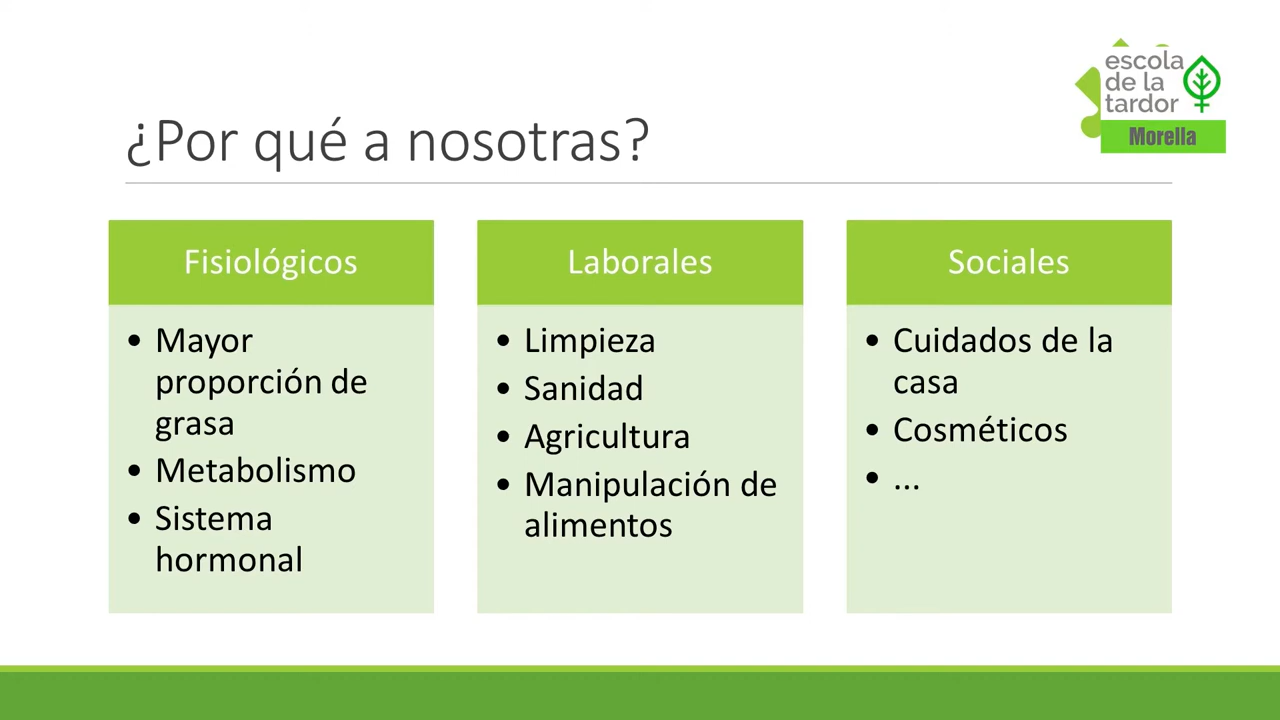 escola
de la
tardor
Morella
¿Por qué a nosotras?
Fisiológicos
• Mayor
proporción de
grasa
• Metabolismo
• Sistema
hormonal
Laborales
• Limpieza
• Sanidad
• Agricultura
• Manipulación de
alimentos
Sociales
• Cuidados de la
casa
• Cosméticos
• ...